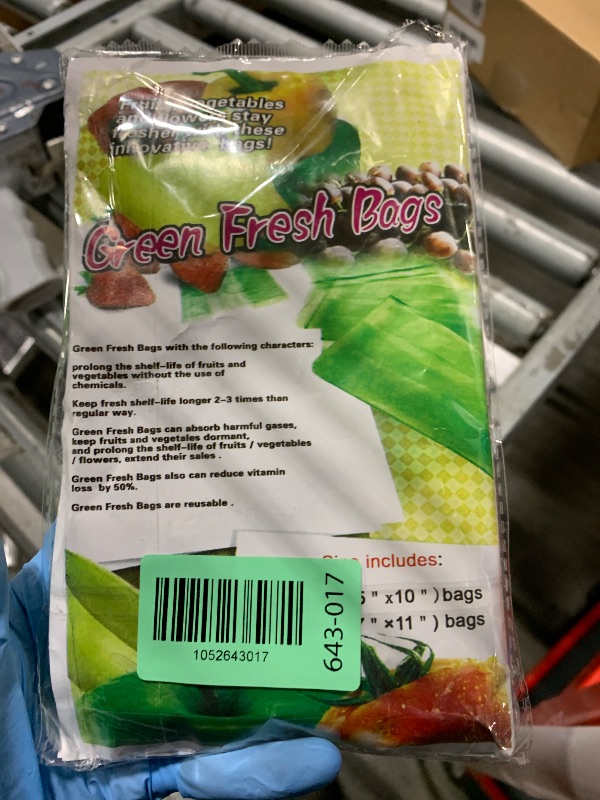 Fruits vegetables
and flowers stay
fresher in these
innovative bags!
Green Fresh Bags
Green Fresh Bags with the following characters:
prolong the shelf-life of fruits and
vegetables without the use of
chemicals.
Keep fresh shelf-life longer 2-3 times than
regular way.
Green Fresh Bags can absorb harmful gases,
keep fruits and vegetales dormant,
and prolong the shelf-life of fruits / vegetables
/ flowers, extend their sales .
Green Fresh Bags also can reduce vitamin
loss by 50%.
Green Fresh Bags are reusable .
Size includes:
5 " x10 " ) bags
" ×11 " ) bags
1052643017
643-017